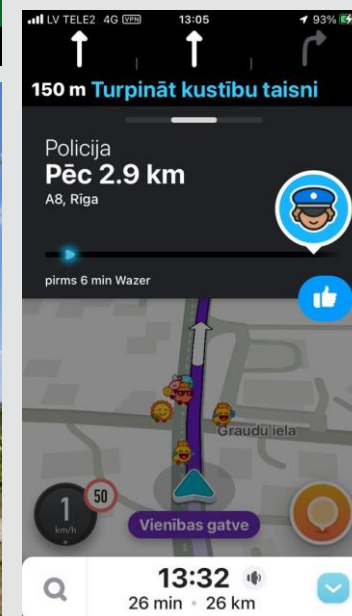 LV TELE2 4G VPN 13:05 93%
150 m Turpināt kustību taisni
Policija
Pēc 2.9 km
A8, Rīga
pirms 6 min Wazer
Graudu iela
50
1
km/h
Vienības gatve
13:32
26 min • 26 km